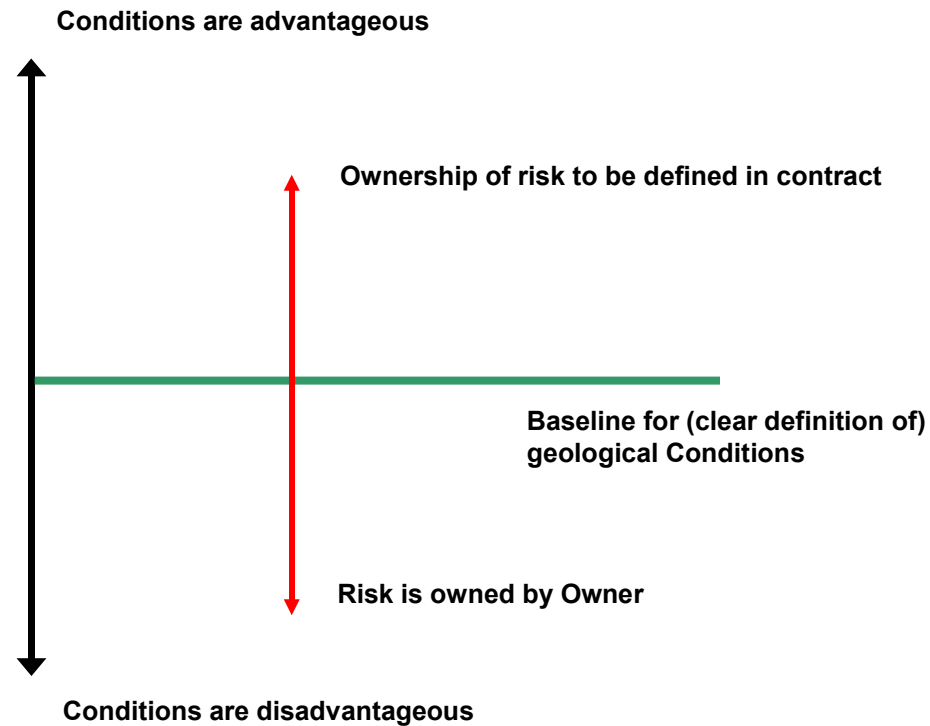 Conditions are advantageous
Ownership of risk to be defined in contract
Baseline for (clear definition of)
geological Conditions
Risk is owned by Owner
Conditions are disadvantageous